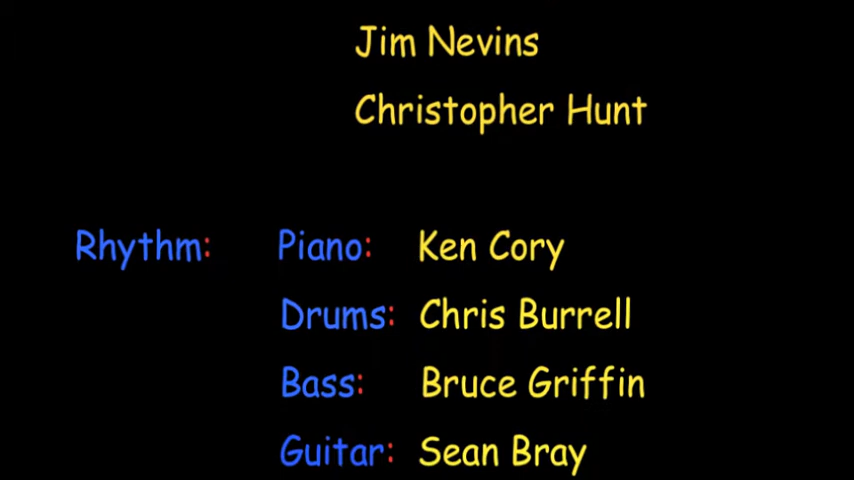 Jim Nevins
Christopher Hunt
Rhythm: Piano: Ken Cory
Drums: Chris Burrell
Bass: Bruce Griffin
Guitar: Sean Bray